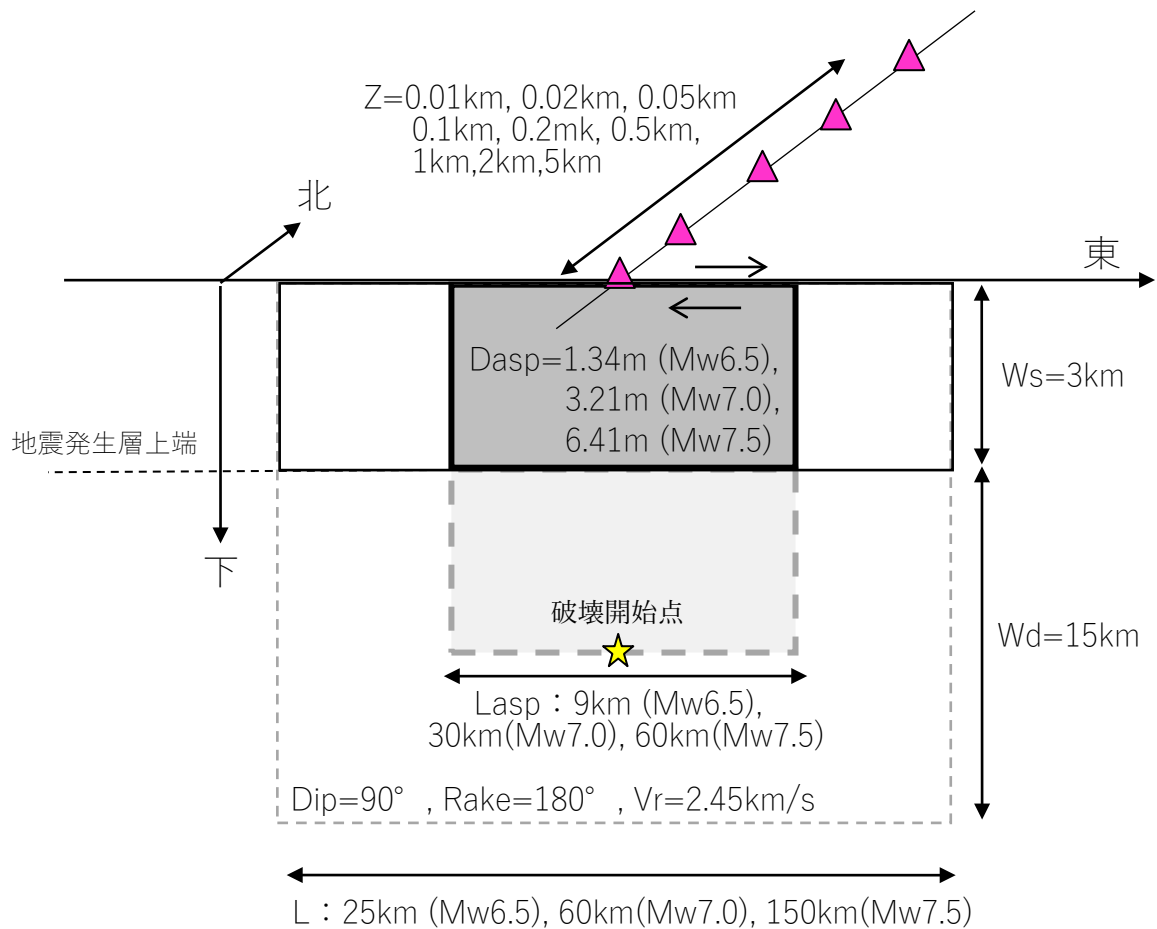 Z=0.01km, 0.02km, 0.05km
0.1km, 0.2mk, 0.5km,
1km,2km,5km
北
東
Dasp=1.34m (Mw6.5),
3.21m (Mw7.0),
6.41m (Mw7.5)
Ws=3km
地震発生層上端
下
破壊開始点
Wd=15km
Lasp：9km (Mw6.5),
30km(Mw7.0), 60km(Mw7.5)
Dip=90° , Rake=180° , Vr=2.45km/s
L：25km (Mw6.5), 60km(Mw7.0), 150km(Mw7.5)